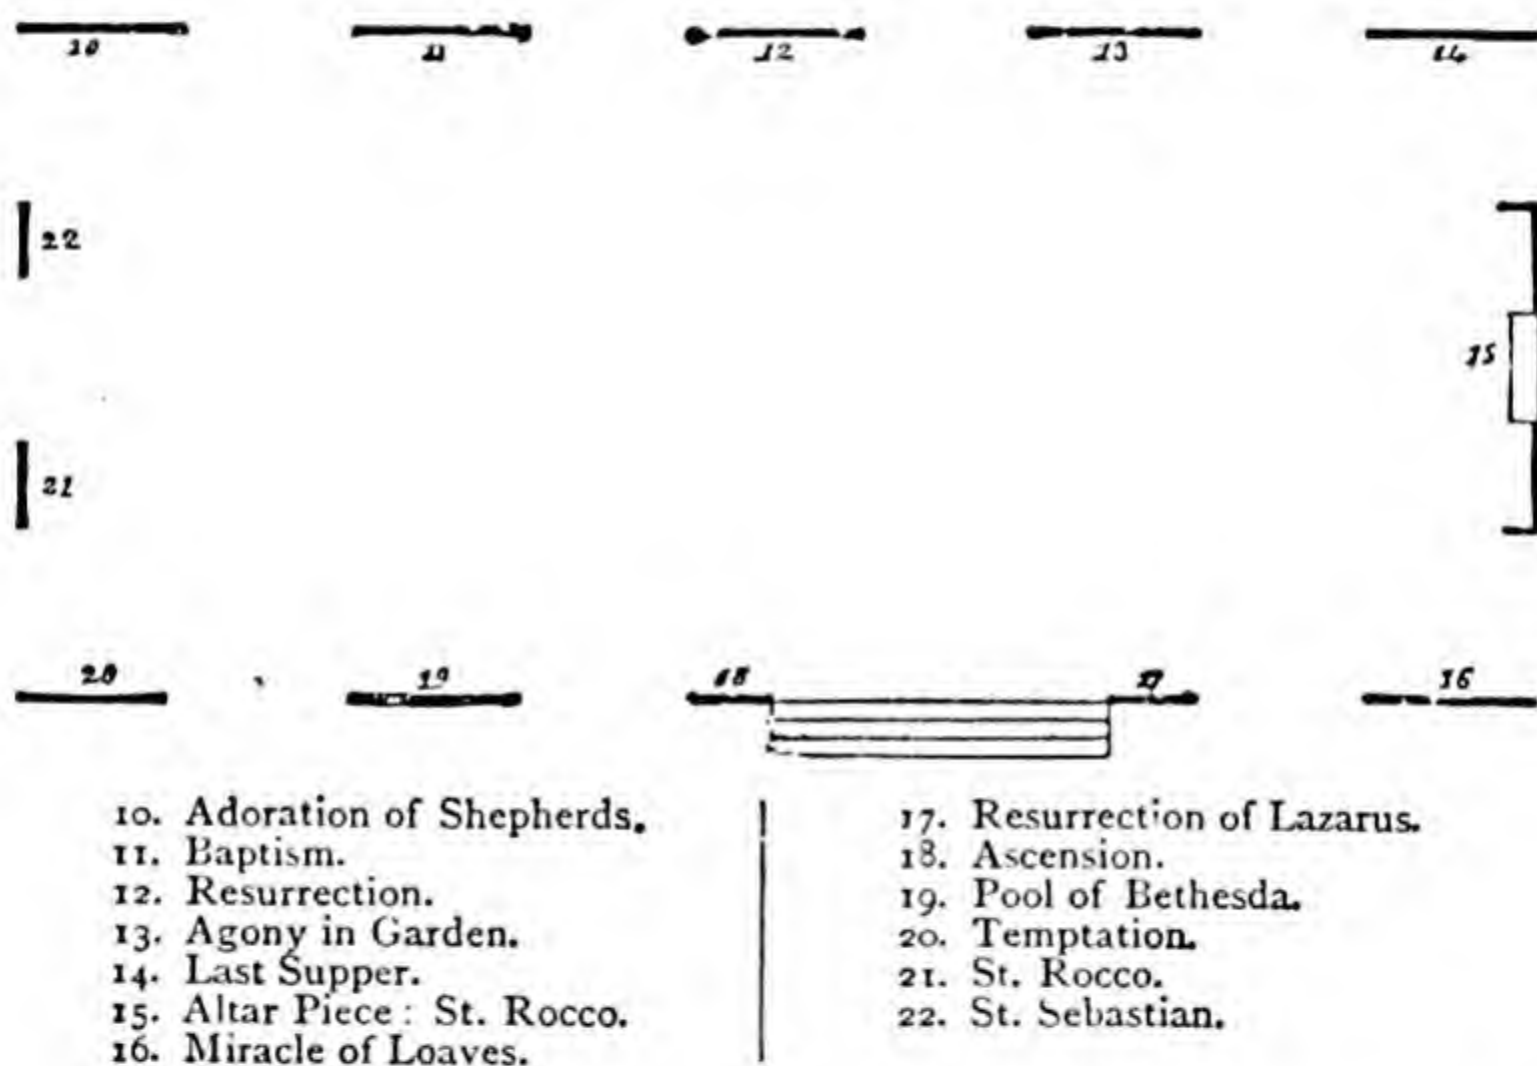 10 11 12 13 14
22
15
21
20 19 18 17 16
10. Adoration of Shepherds.
11. Baptism.
12. Resurrection.
13. Agony in Garden.
14. Last Supper.
15. Altar Piece : St. Rocco.
16. Miracle of Loaves.
17. Resurrection of Lazarus.
18. Ascension.
19. Pool of Bethesda.
20. Temptation.
21. St. Rocco.
22. St. Sebastian.